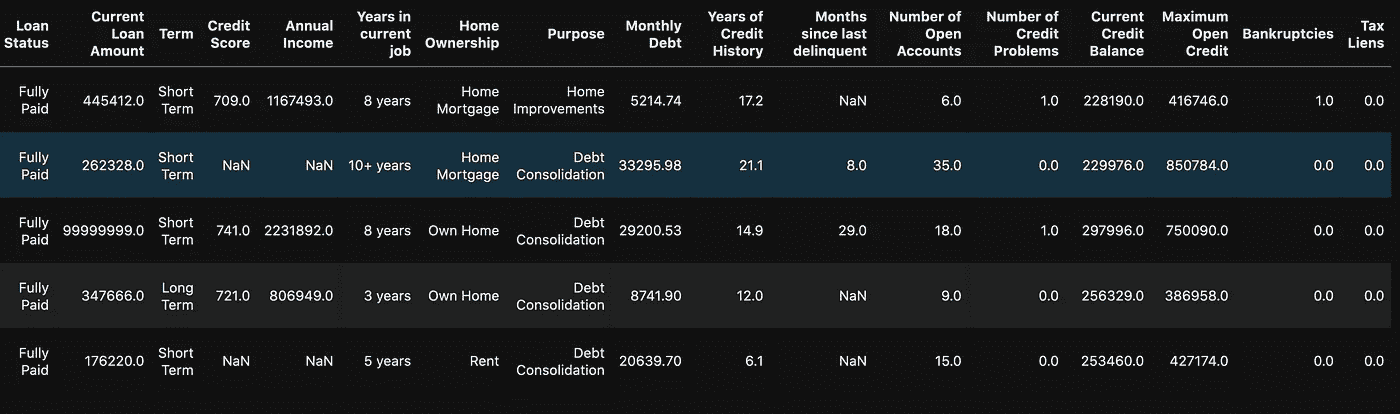 Loan Status Current Loan Amount Term Credit Score Annual Income Years in current job Home Ownership Purpose Monthly Debt Years of Credit History Months since last delinquent Number of Open Accounts Number of Credit Problems Current Credit Balance Maximum Open Credit Bankruptcies Tax Liens
Fully Paid 445412.0 Short Term 709.0 1167493.0 8 years Home Mortgage Home Improvements 5214.74 17.2 NaN 6.0 1.0 228190.0 416746.0 1.0 0.0
Fully Paid 262328.0 Short Term NaN NaN 10+ years Home Mortgage Debt Consolidation 33295.98 21.1 8.0 35.0 0.0 229976.0 850784.0 0.0 0.0
Fully Paid 99999999.0 Short Term 741.0 2231892.0 8 years Own Home Debt Consolidation 29200.53 14.9 29.0 18.0 1.0 297996.0 750090.0 0.0 0.0
Fully Paid 347666.0 Long Term 721.0 806949.0 3 years Own Home Debt Consolidation 8741.90 12.0 NaN 9.0 0.0 256329.0 386958.0 0.0 0.0
Fully Paid 176220.0 Short Term NaN NaN 5 years Rent Debt Consolidation 20639.70 6.1 NaN 15.0 0.0 253460.0 427174.0 0.0 0.0